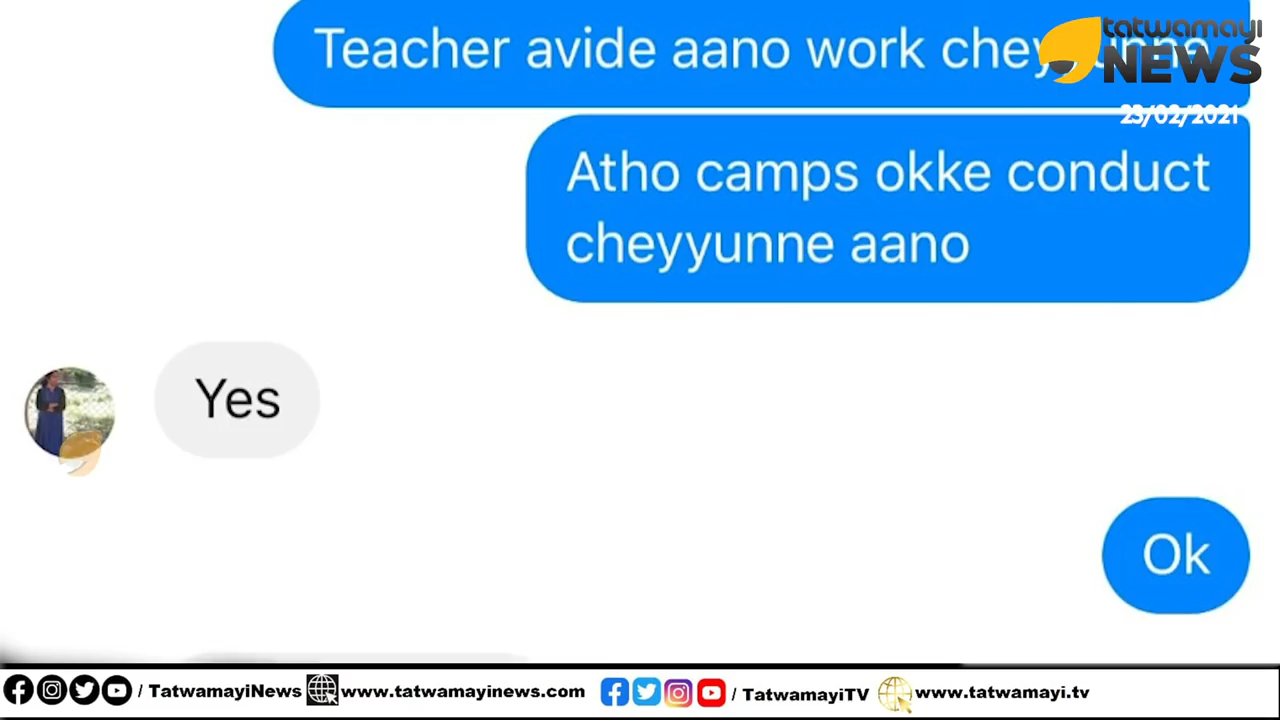 Teacher avide aano work cheyyunne
tatwamayi
NEWS
23/02/2021
Atho camps okke conduct
cheyyunne aano
Yes
Ok
/ TatwamayiNews www.tatwamayinews.com / TatwamayiTV www.tatwamayi.tv